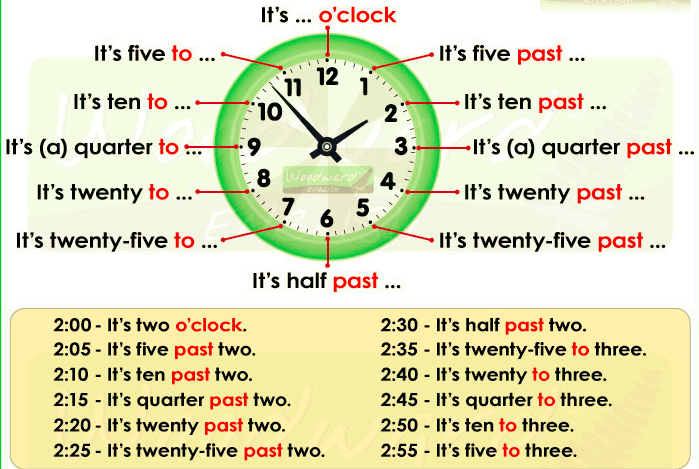 It's ... o'clock
It's five to ...
It's five past ...
It's ten to ...
It's ten past ...
It's (a) quarter to ...
It's (a) quarter past ...
It's twenty to ...
It's twenty past ...
It's twenty-five to ...
It's twenty-five past ...
It's half past ...
12
1
2
3
4
5
6
7
8
9
10
11
Woodward
ENGLISH
2:00 - It's two o'clock.
2:05 - It's five past two.
2:10 - It's ten past two.
2:15 - It's quarter past two.
2:20 - It's twenty past two.
2:25 - It's twenty-five past two.
2:30 - It's half past two.
2:35 - It's twenty-five to three.
2:40 - It's twenty to three.
2:45 - It's quarter to three.
2:50 - It's ten to three.
2:55 - It's five to three.